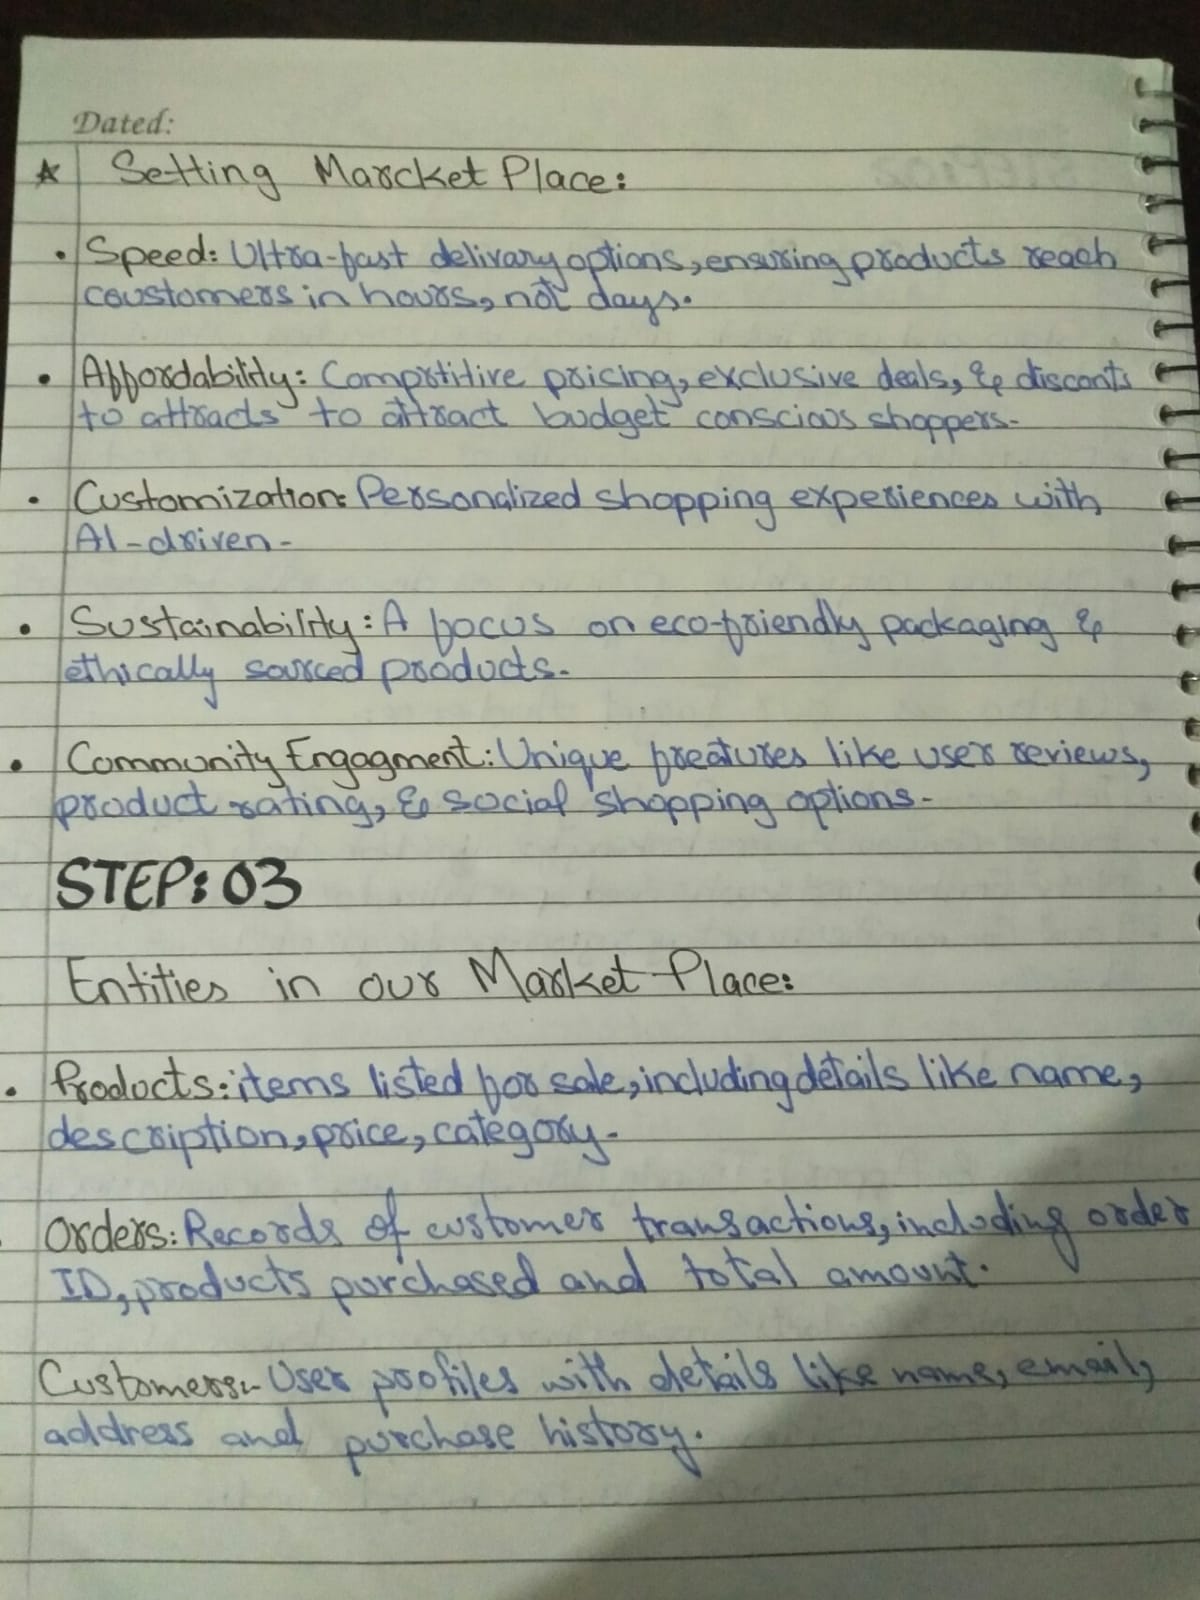 Dated:
☆ Setting Marcket Place:
• Speed: Ultra-fast delivary options, ensuring products reach
coustomers in hours, not days.
• Affordability: Comptitive pricing, exclusive deals, & disconts
to attracts to attract budget conscious shoppers.
• Customization: Personalized shopping experiences with
AI-driven-
• Sustainability: A focus on eco-friendly packaging &
ethically sourced products.
• Community Engagment: Unique freatures like user reviews,
product rating, & social shopping options-
STEP: 03
Entities in our Market Place:
• Products: items listed for sale, including details like name,
description, price, category-
Orders: Records of customer transactions, including order
ID, products purchased and total amount.
Customers:- User profiles with details like name, email,
address and purchase history.